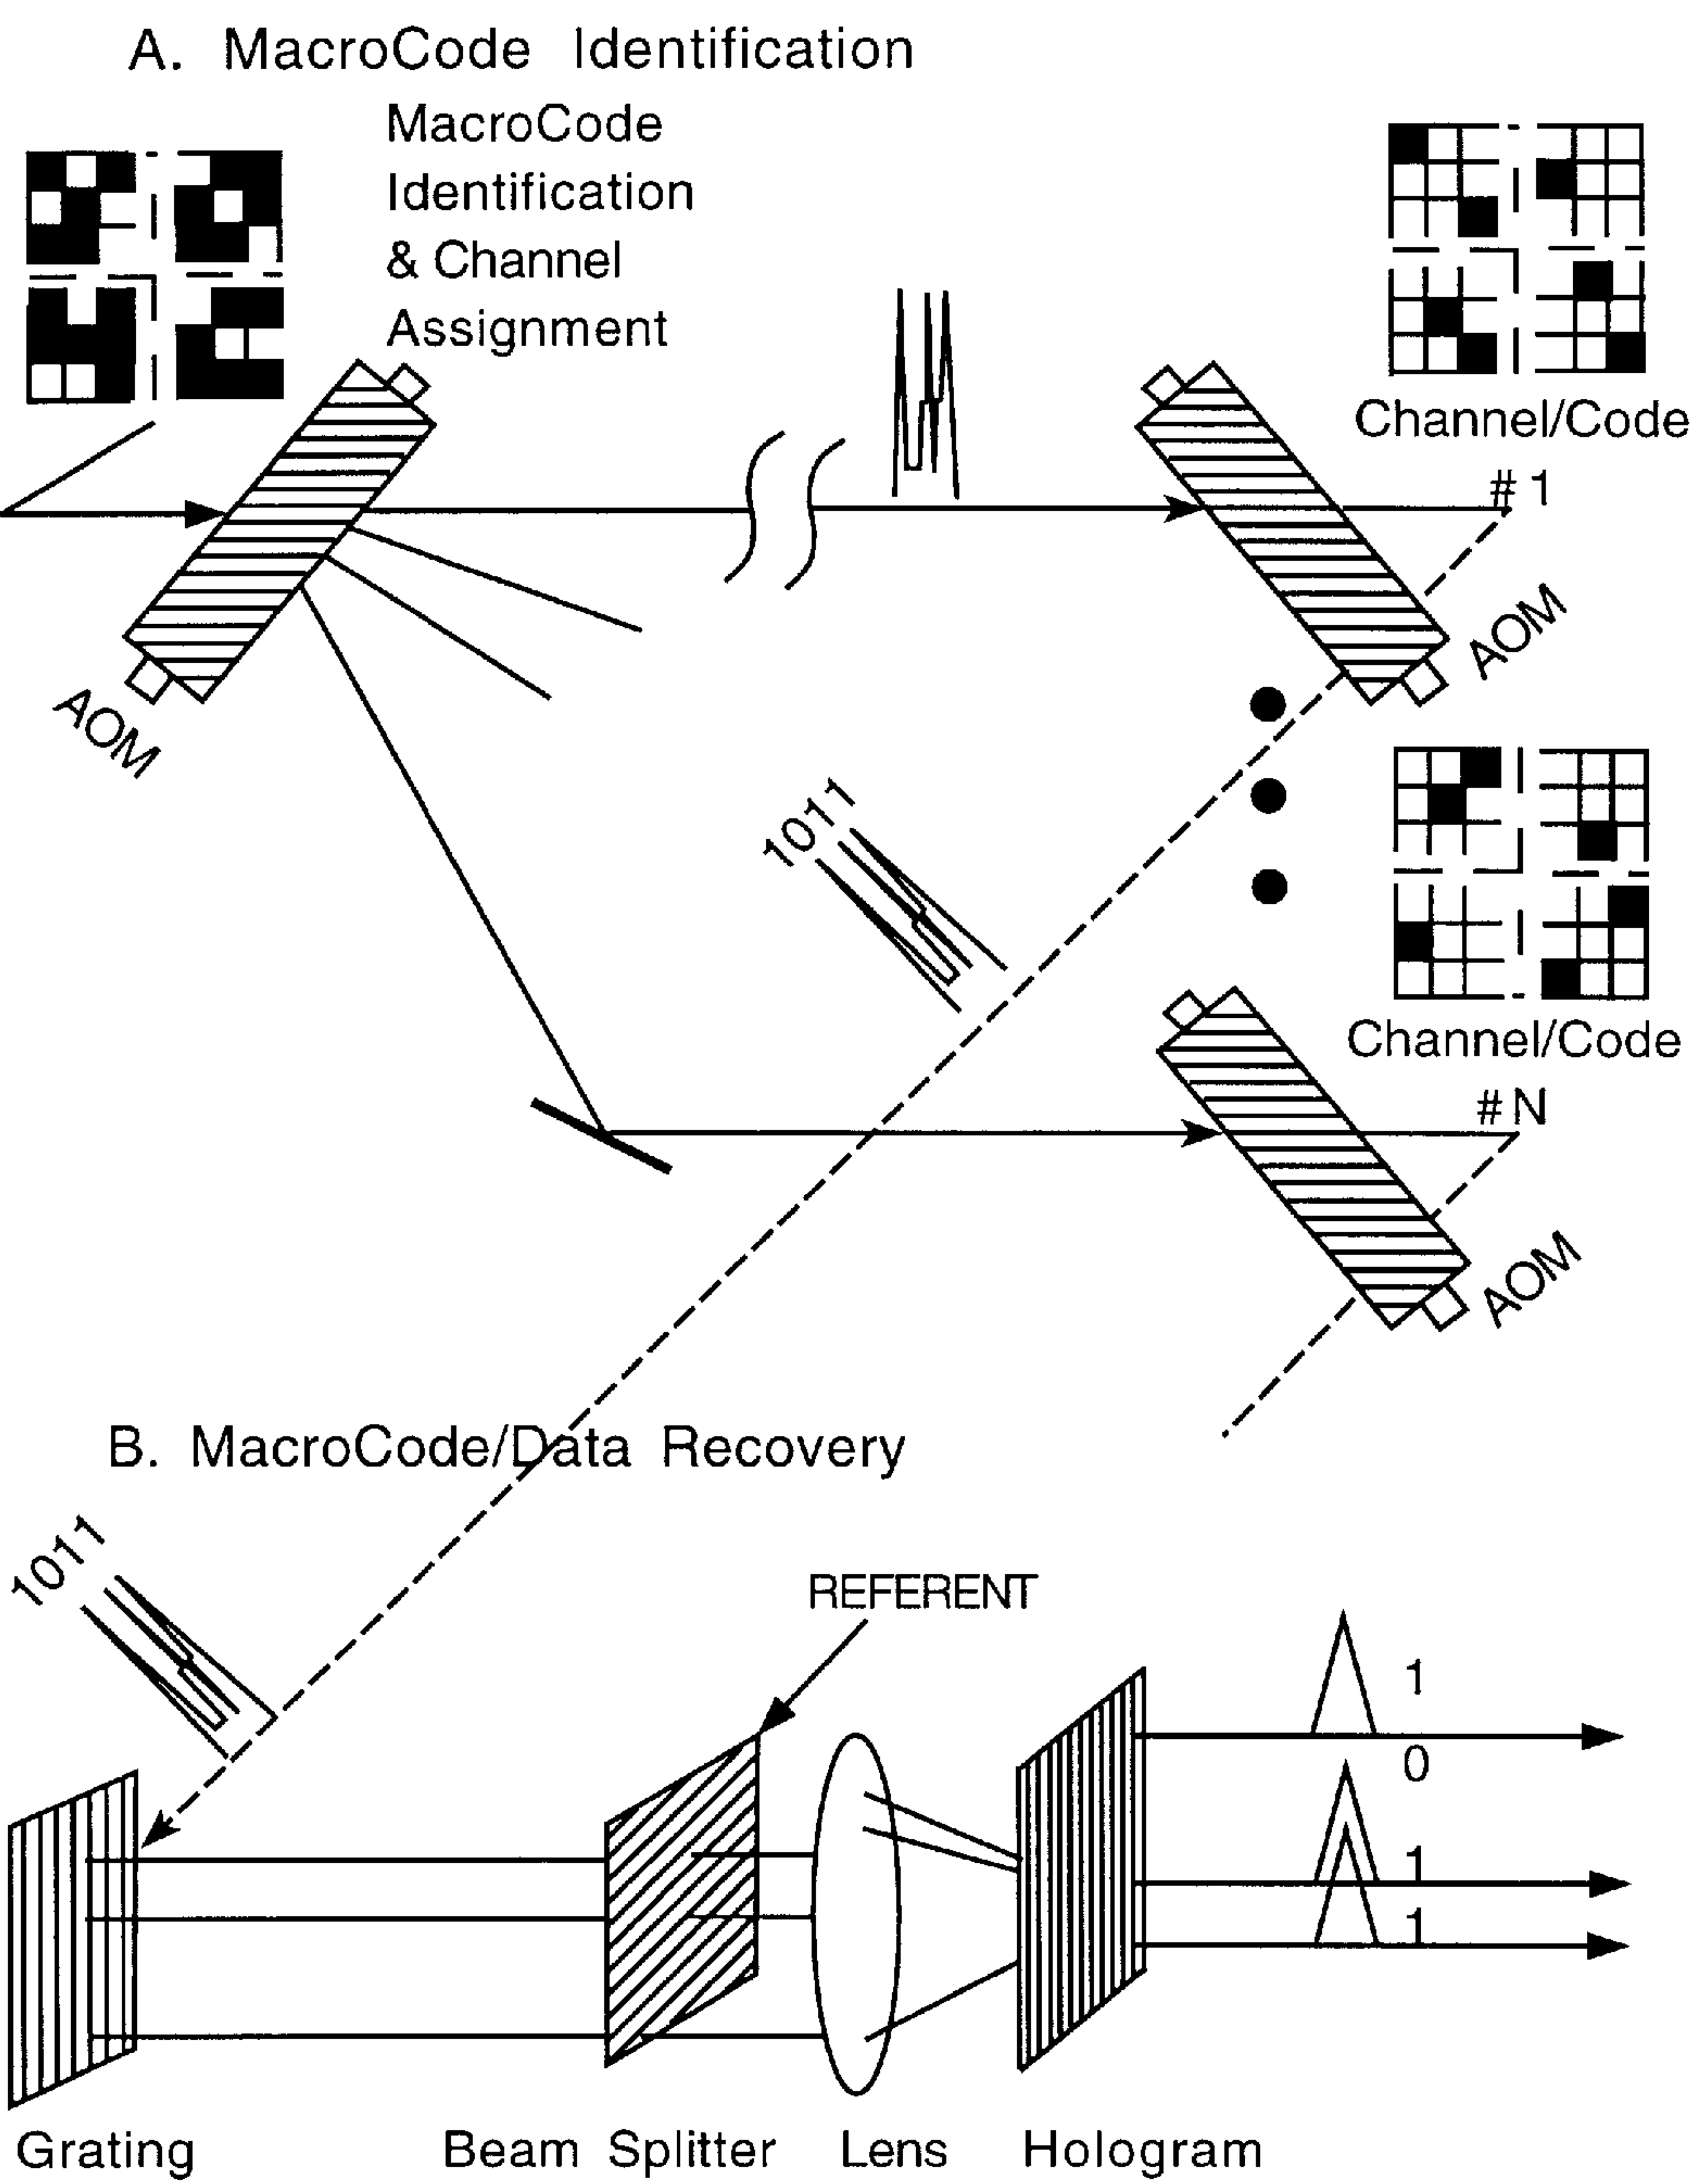 A. MacroCode Identification
MacroCode
Identification
& Channel
Assignment
Channel/Code
#1
AOM
AOM
1011
Channel/Code
#N
AOM
B. MacroCode/Data Recovery
1011
REFERENT
1
0
1
1
Grating
Beam Splitter
Lens
Hologram